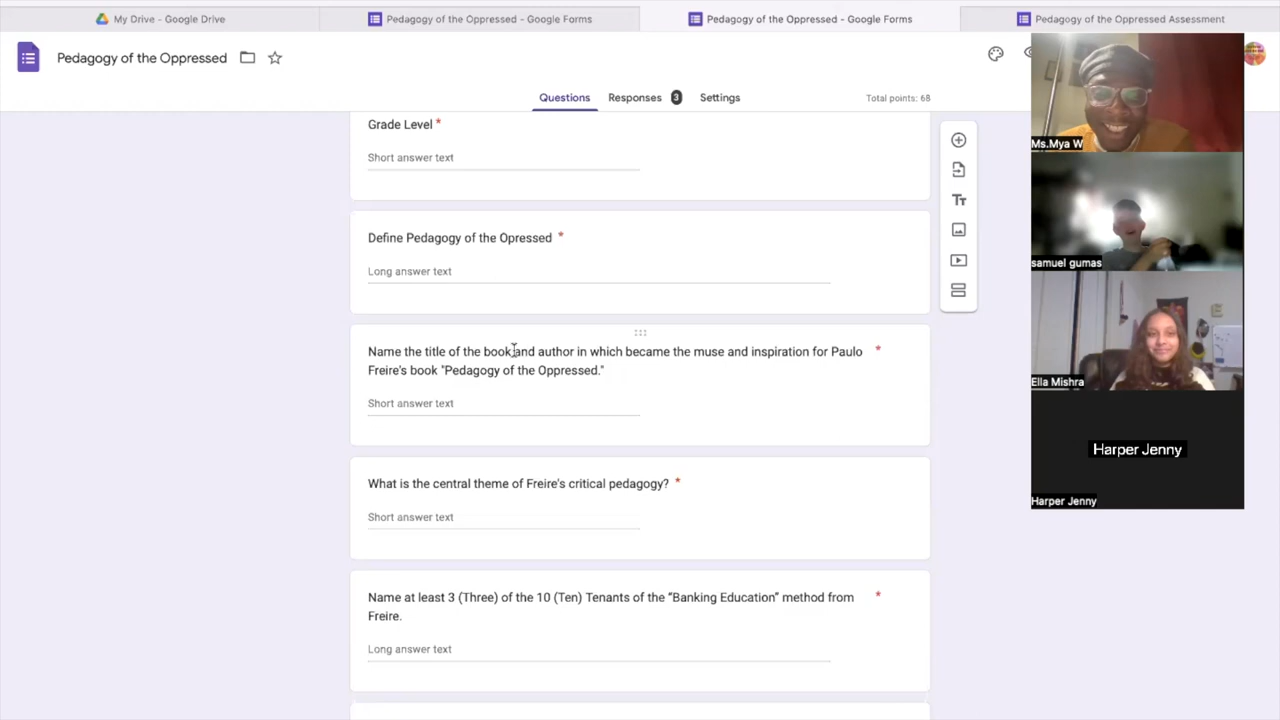 My Drive - Google Drive
Pedagogy of the Oppressed - Google Forms
Pedagogy of the Oppressed - Google Forms
Pedagogy of the Oppressed Assessment
Pedagogy of the Oppressed
Questions
Responses
3
Settings
Total points: 68
Grade Level *
Short answer text
Define Pedagogy of the Opressed *
Long answer text
Name the title of the book and author in which became the muse and inspiration for Paulo *
Freire's book "Pedagogy of the Oppressed."
Short answer text
What is the central theme of Freire's critical pedagogy? *
Short answer text
Name at least 3 (Three) of the 10 (Ten) Tenants of the “Banking Education” method from *
Freire.
Long answer text
Tт
Ms.Mya W
samuel gumas
Ella Mishra
Harper Jenny
Harper Jenny